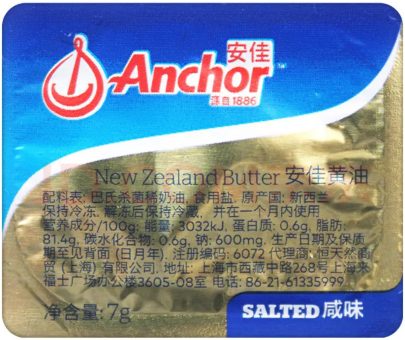 安佳
Anchor™
源自1886
New Zealand Butter 安佳黄油
配料表: 巴氏杀菌稀奶油, 食用盐. 原产国: 新西兰
保持冷冻. 解冻后保持冷藏, 并在一个月内使用
营养成分/100g: 能量: 3032kJ, 蛋白质: 0.6g, 脂肪:
81.4g, 碳水化合物: 0.6g, 钠: 600mg. 生产日期及保质
期至见背面 (日月年). 注册编码: 6072 代理商: 恒天然商
贸 (上海) 有限公司. 地址: 上海市西藏中路268号上海来
福士广场办公楼3605-08室 电话: 86-21-61335999
净含量: 7g
SALTED 咸味